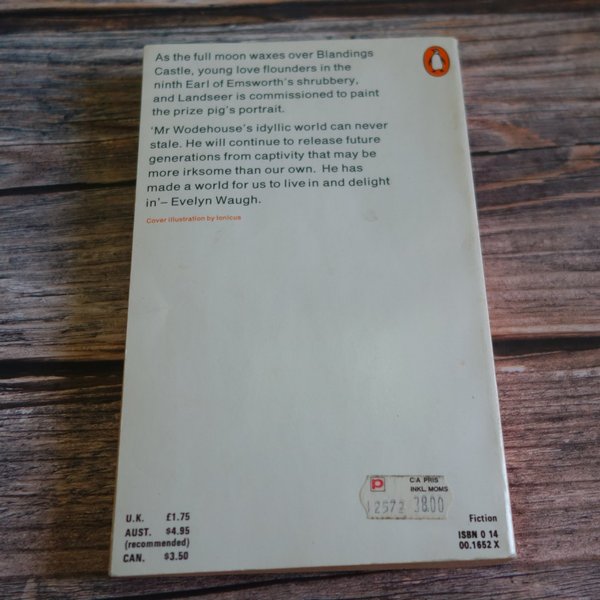 As the full moon waxes over Blandings
Castle, young love flounders in the
ninth Earl of Emsworth's shrubbery,
and Landseer is commissioned to paint
the prize pig's portrait.
'Mr Wodehouse's idyllic world can never
stale. He will continue to release future
generations from captivity that may be
more irksome than our own. He has
made a world for us to live in and delight
in'– Evelyn Waugh.
Cover illustration by Ionicus
P
CA PRIS
INKL. MOMS
38.00
U.K. £1.75
AUST. $4.95
(recommended)
CAN. $3.50
Fiction
ISBN 0 14
00.1652 X